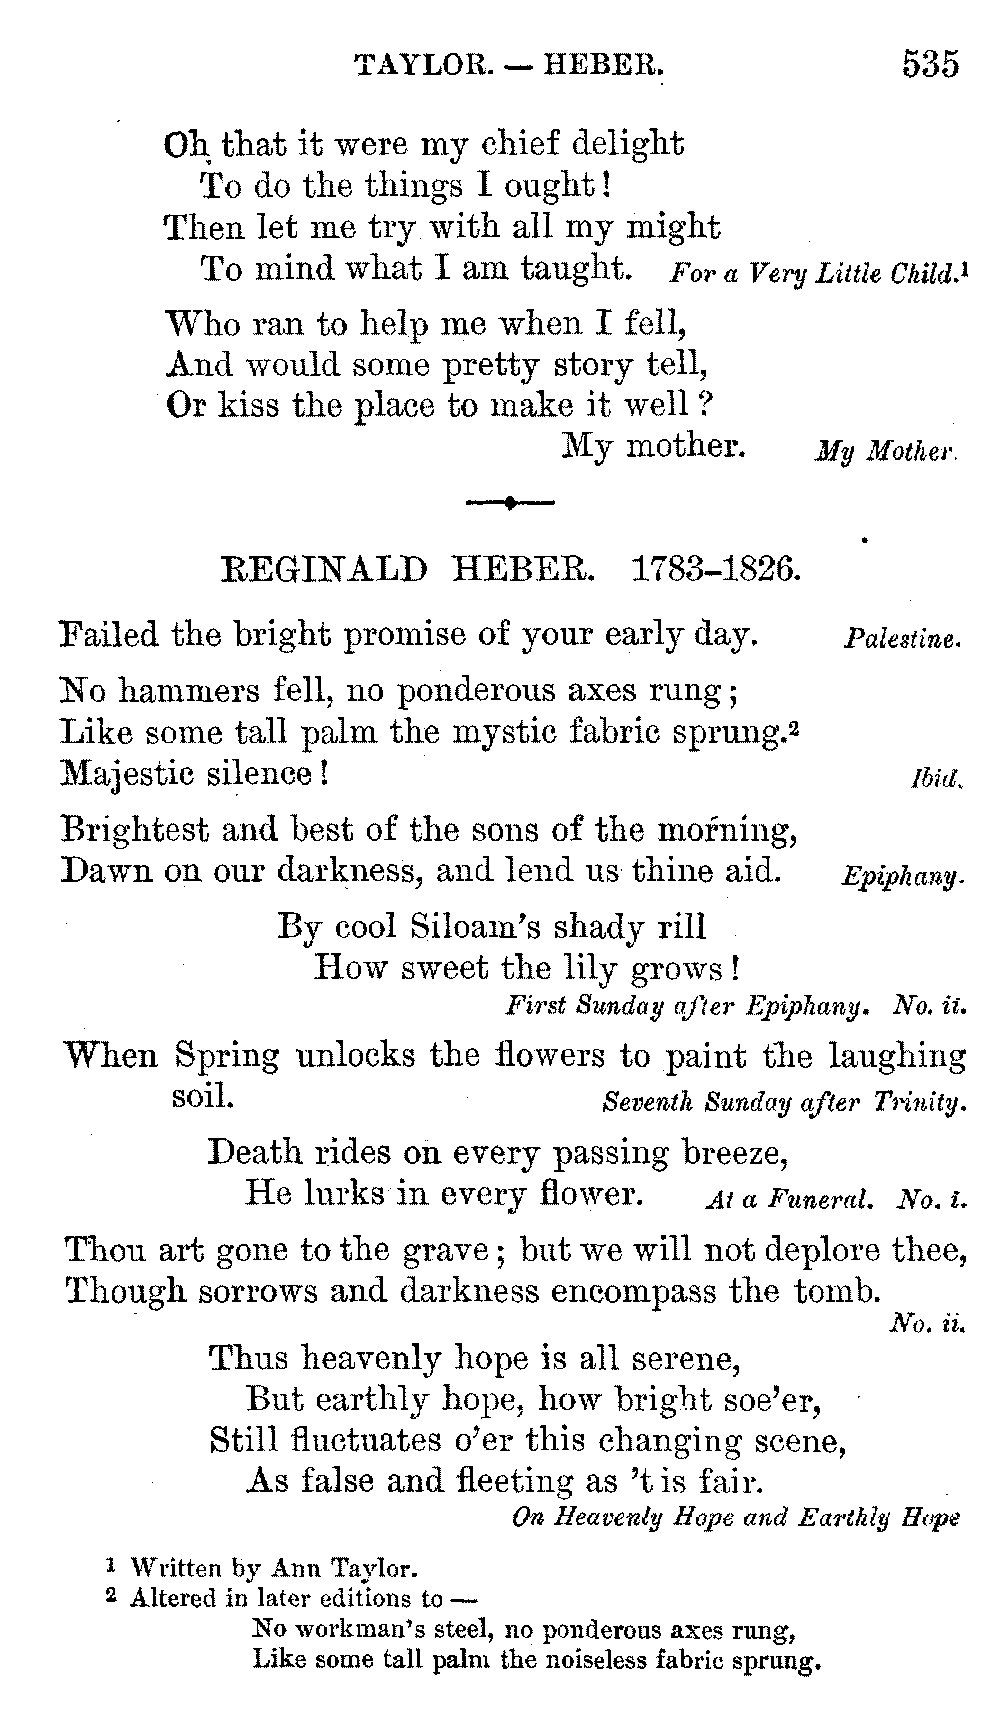 TAYLOR. — HEBER. 535
Oh that it were my chief delight
To do the things I ought!
Then let me try with all my might
To mind what I am taught. For a Very Little Child.¹
Who ran to help me when I fell,
And would some pretty story tell,
Or kiss the place to make it well?
My mother. My Mother.
REGINALD HEBER. 1783–1826.
Failed the bright promise of your early day. Palestine.
No hammers fell, no ponderous axes rung;
Like some tall palm the mystic fabric sprung.²
Majestic silence! Ibid.
Brightest and best of the sons of the morning,
Dawn on our darkness, and lend us thine aid. Epiphany.
By cool Siloam's shady rill
How sweet the lily grows!
First Sunday after Epiphany. No. ii.
When Spring unlocks the flowers to paint the laughing
soil. Seventh Sunday after Trinity.
Death rides on every passing breeze,
He lurks in every flower. At a Funeral. No. i.
Thou art gone to the grave; but we will not deplore thee,
Though sorrows and darkness encompass the tomb.
No. ii.
Thus heavenly hope is all serene,
But earthly hope, how bright soe'er,
Still fluctuates o'er this changing scene,
As false and fleeting as 't is fair.
On Heavenly Hope and Earthly Hope
¹ Written by Ann Taylor.
² Altered in later editions to —
No workman's steel, no ponderous axes rung,
Like some tall palm the noiseless fabric sprung.